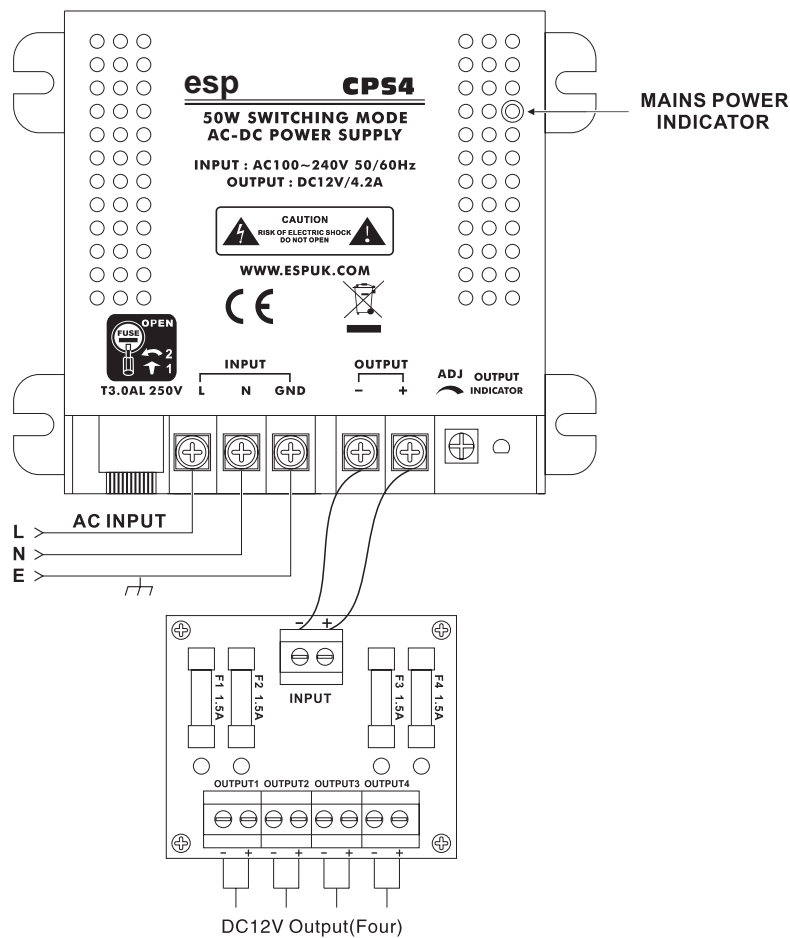 esp CPS4
50W SWITCHING MODE
AC-DC POWER SUPPLY
MAINS POWER
INDICATOR
INPUT : AC100~240V 50/60Hz
OUTPUT : DC12V/4.2A
CAUTION
RISK OF ELECTRIC SHOCK
DO NOT OPEN
WWW.ESPUK.COM
CE
OPEN
FUSE
2
1
T3.0AL 250V
INPUT
L N GND
OUTPUT
- +
ADJ
OUTPUT
INDICATOR
AC INPUT
L
N
E
- +
INPUT
F1 1.5A
F2 1.5A
F3 1.5A
F4 1.5A
OUTPUT1 OUTPUT2 OUTPUT3 OUTPUT4
- + - + - + - +
DC12V Output(Four)